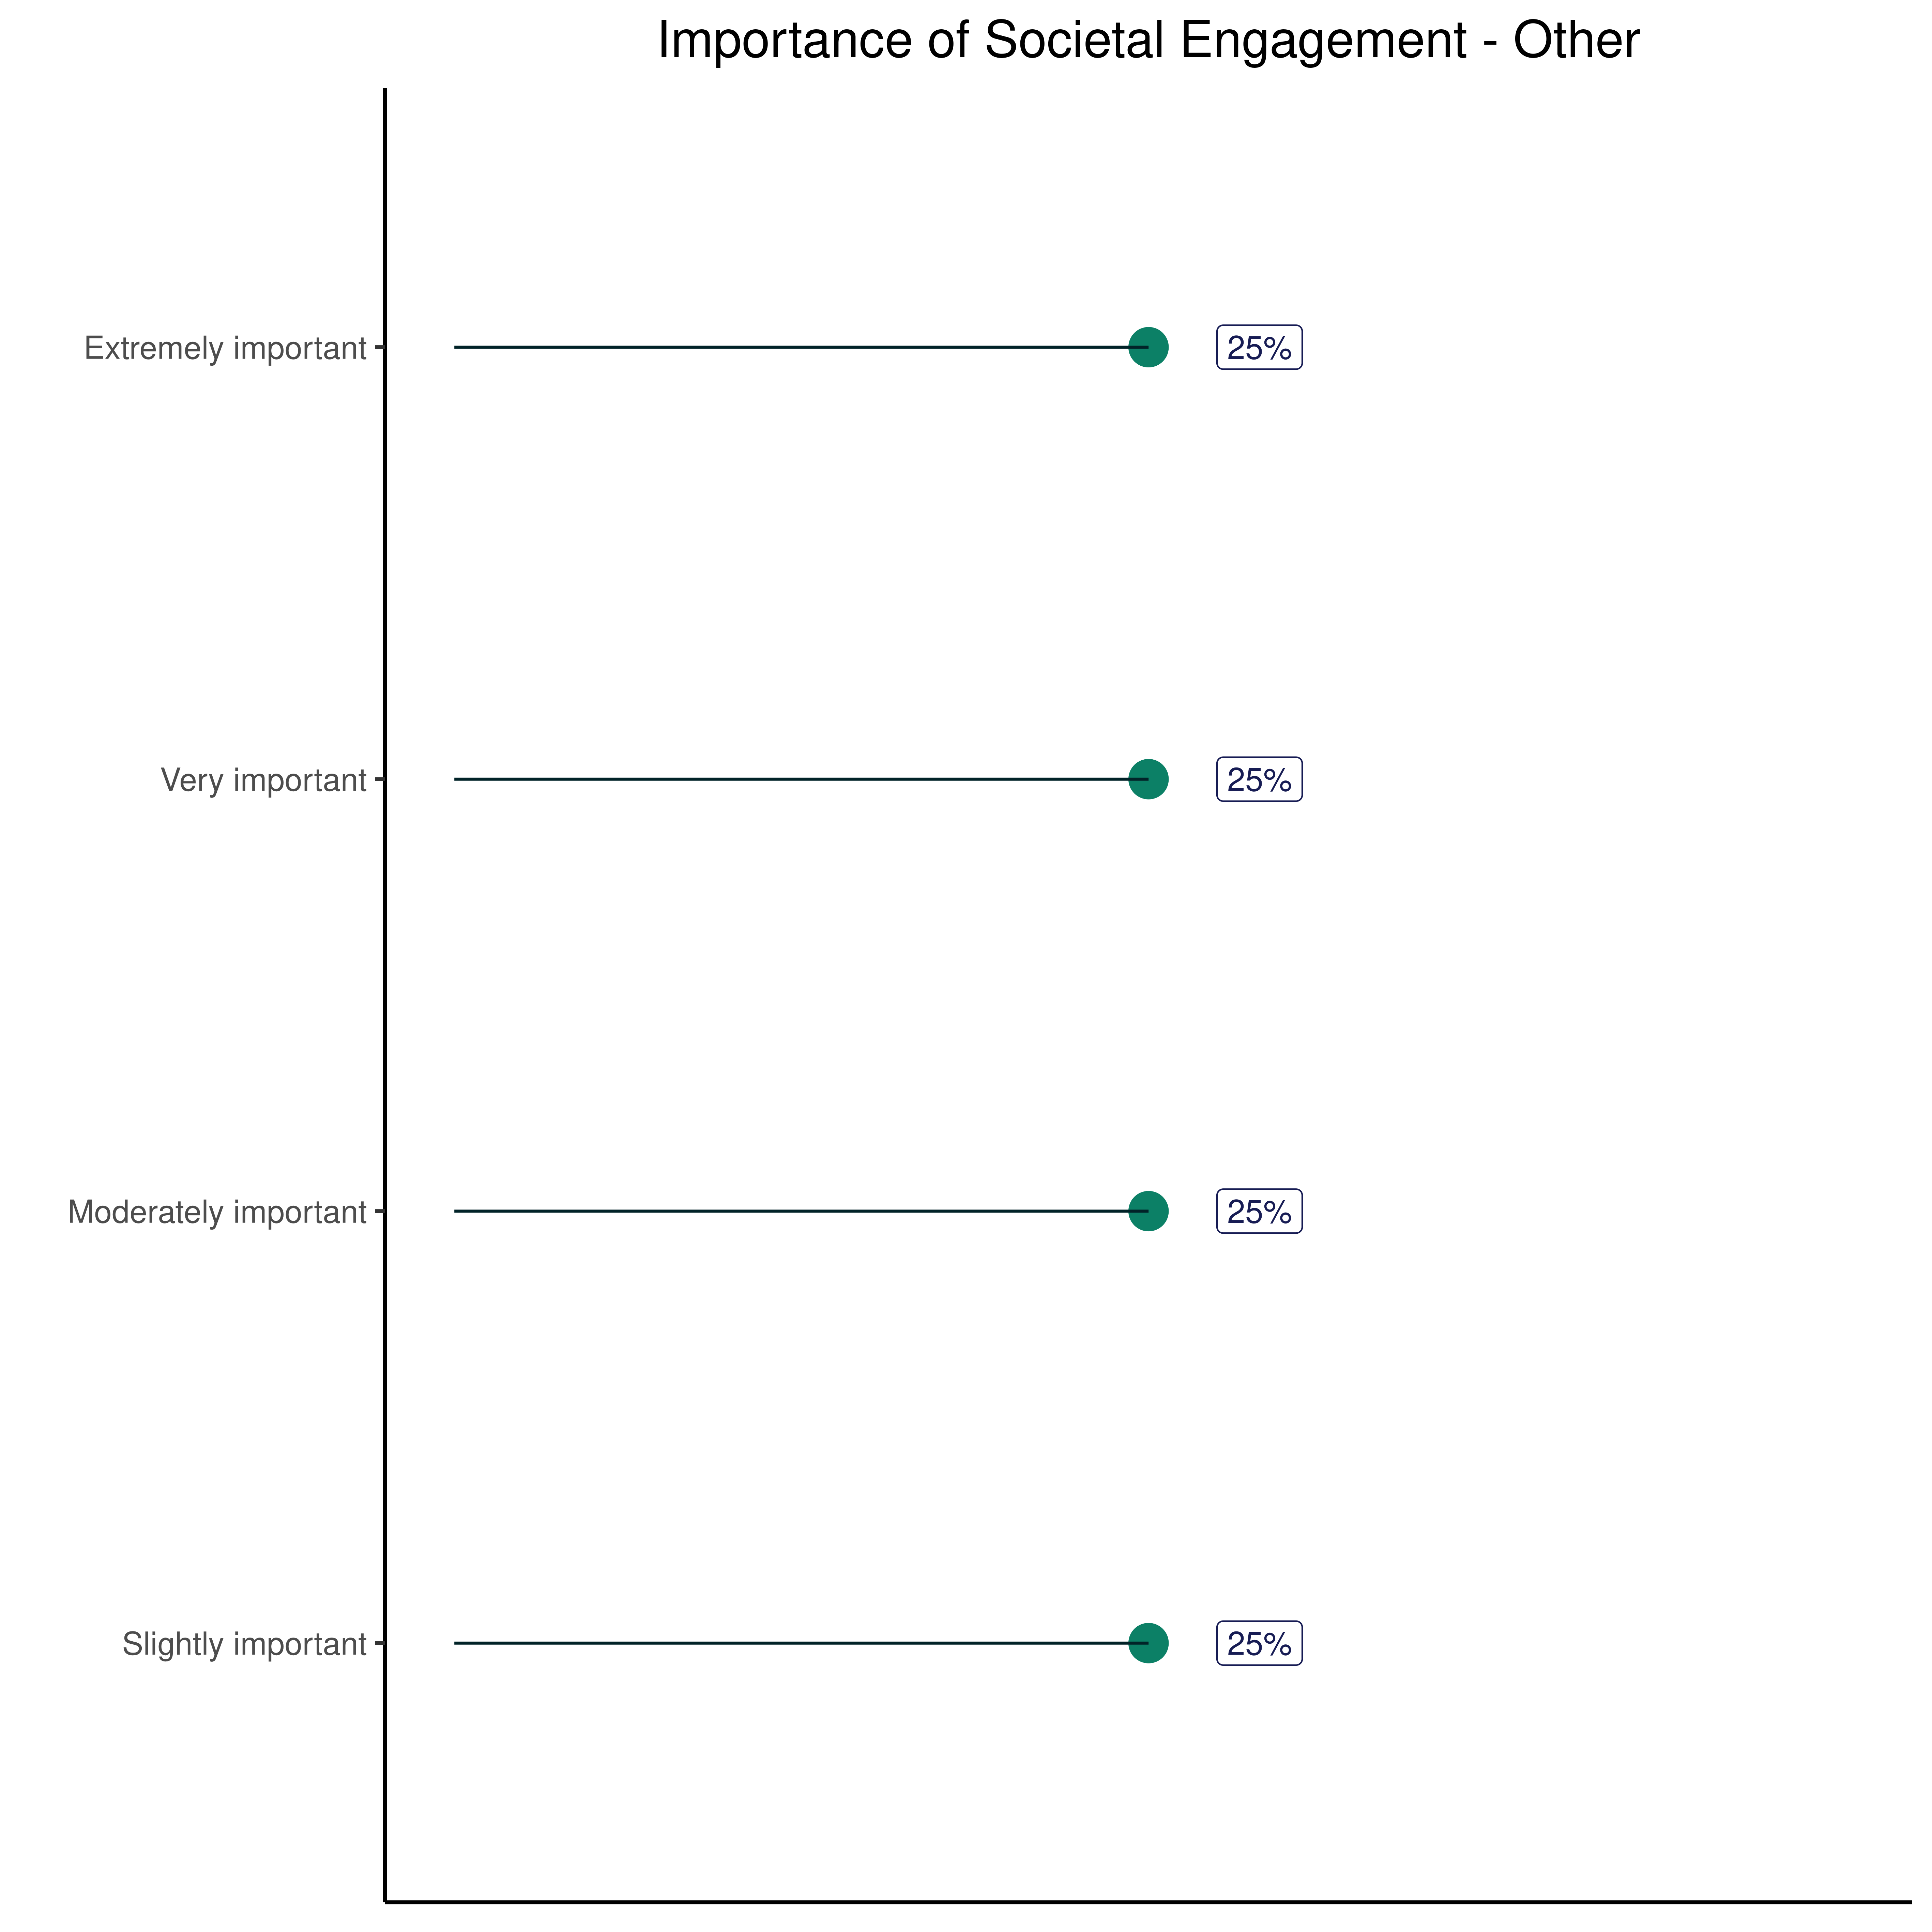 Importance of Societal Engagement - Other
Extremely important 25%
Very important 25%
Moderately important 25%
Slightly important 25%